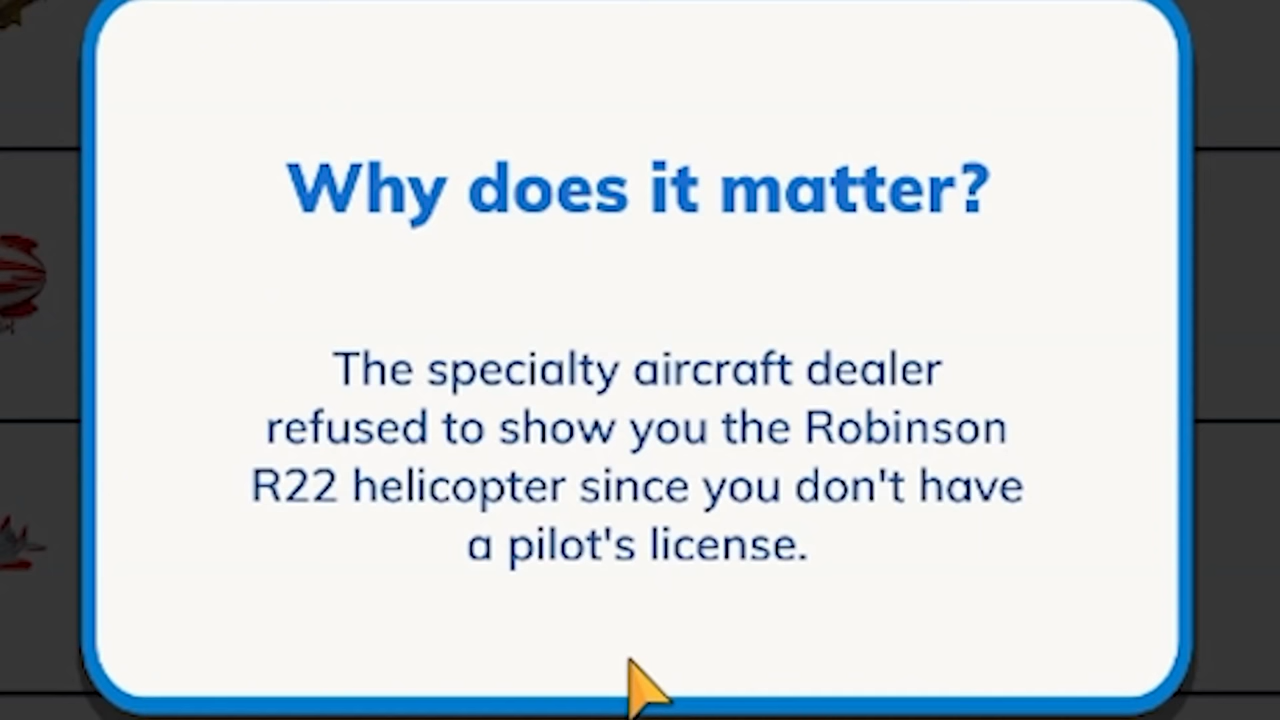 Why does it matter?
The specialty aircraft dealer
refused to show you the Robinson
R22 helicopter since you don't have
a pilot's license.